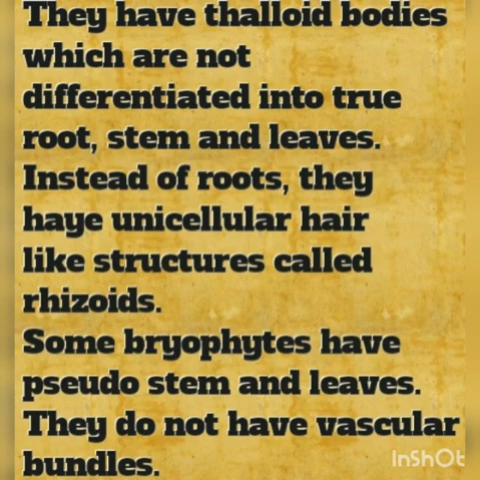 They have thalloid bodies
which are not
differentiated into true
root, stem and leaves.
Instead of roots, they
haye unicellular hair
like structures called
rhizoids.
Some bryophytes have
pseudo stem and leaves.
They do not have vascular
bundles.
InShOt